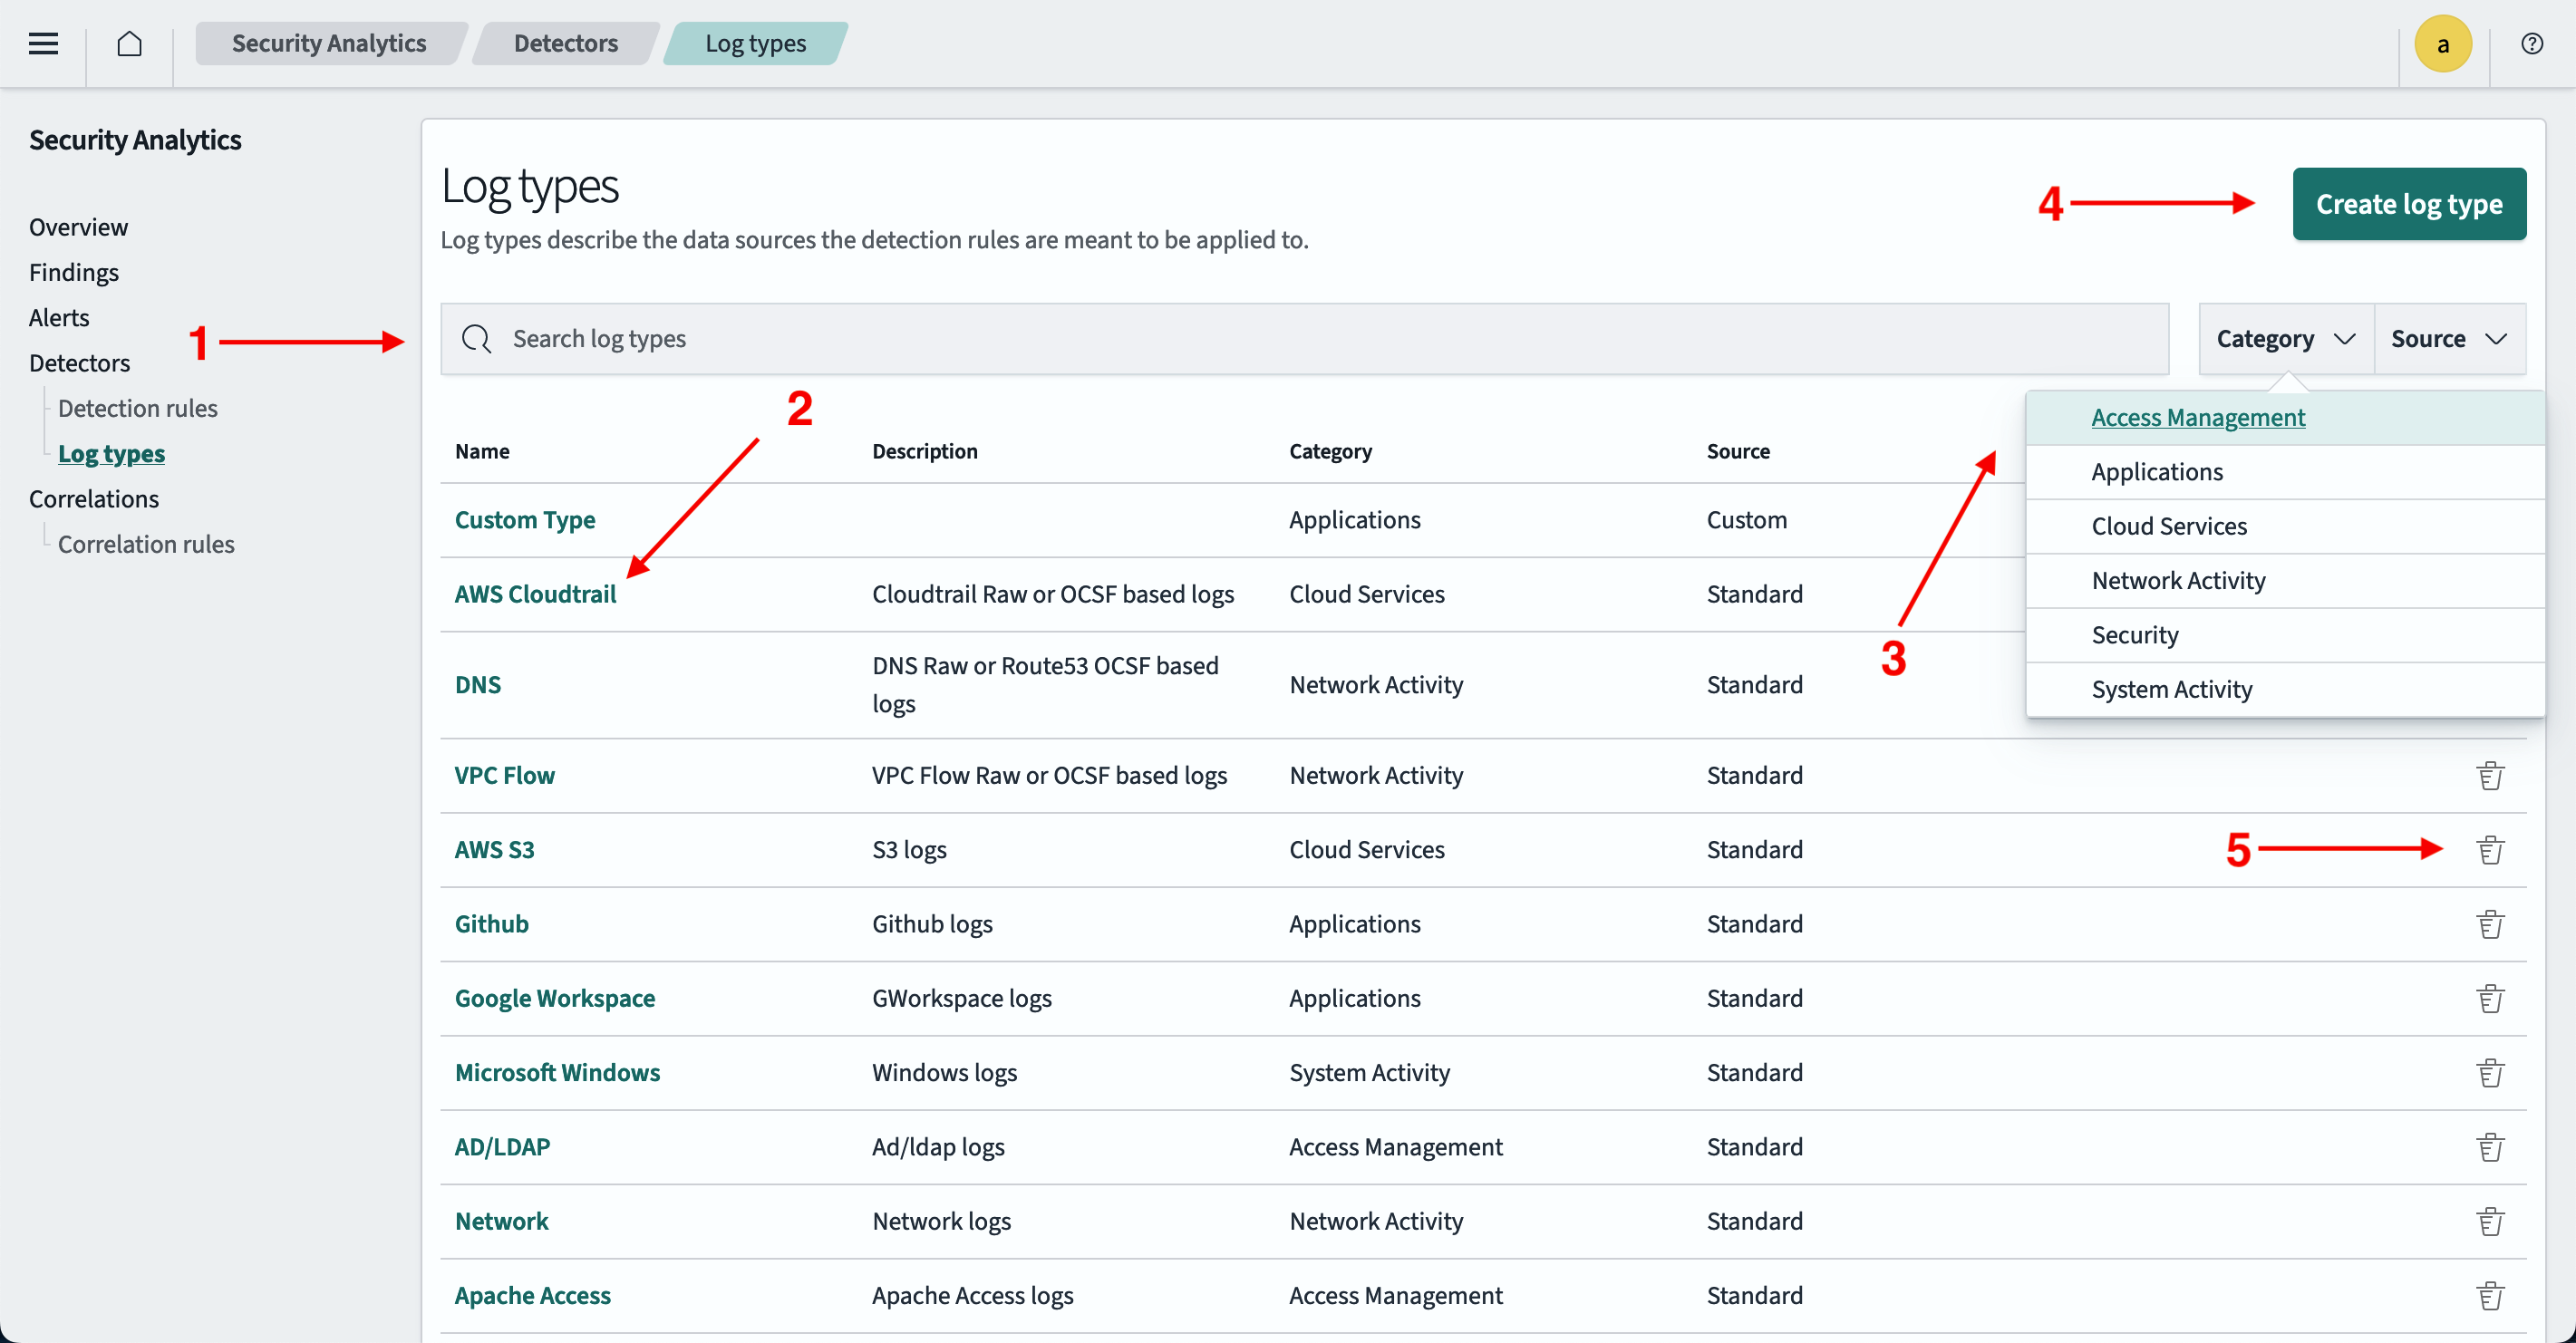 Security Analytics Detectors Log types a
Security Analytics
Overview
Findings
Alerts
Detectors
Detection rules
Log types
Correlations
Correlation rules
Log types
Log types describe the data sources the detection rules are meant to be applied to.
4 Create log type
1 Search log types Category Source
2
Access Management
Applications
Cloud Services
Network Activity
Security
System Activity
3
Name Description Category Source
Custom Type Applications Custom
AWS Cloudtrail Cloudtrail Raw or OCSF based logs Cloud Services Standard
DNS DNS Raw or Route53 OCSF based
logs Network Activity Standard
VPC Flow VPC Flow Raw or OCSF based logs Network Activity Standard
AWS S3 S3 logs Cloud Services Standard 5
Github Github logs Applications Standard
Google Workspace GWorkspace logs Applications Standard
Microsoft Windows Windows logs System Activity Standard
AD/LDAP Ad/ldap logs Access Management Standard
Network Network logs Network Activity Standard
Apache Access Apache Access logs Access Management Standard